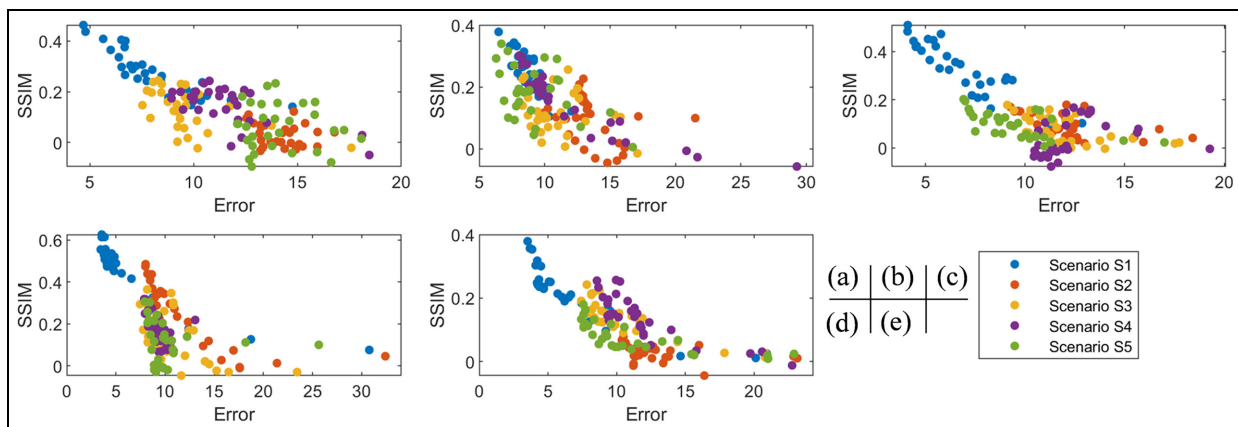 0.4
0.2
0
5 10 15 20
SSIM
Error
0.4
0.2
0
5 10 15 20 25 30
SSIM
Error
0.4
0.2
0
5 10 15 20
SSIM
Error
0.6
0.4
0.2
0
0 5 10 15 20 25 30
SSIM
Error
0.4
0.2
0
0 5 10 15 20
SSIM
Error
(a) (b) (c)
(d) (e)
Scenario S1
Scenario S2
Scenario S3
Scenario S4
Scenario S5